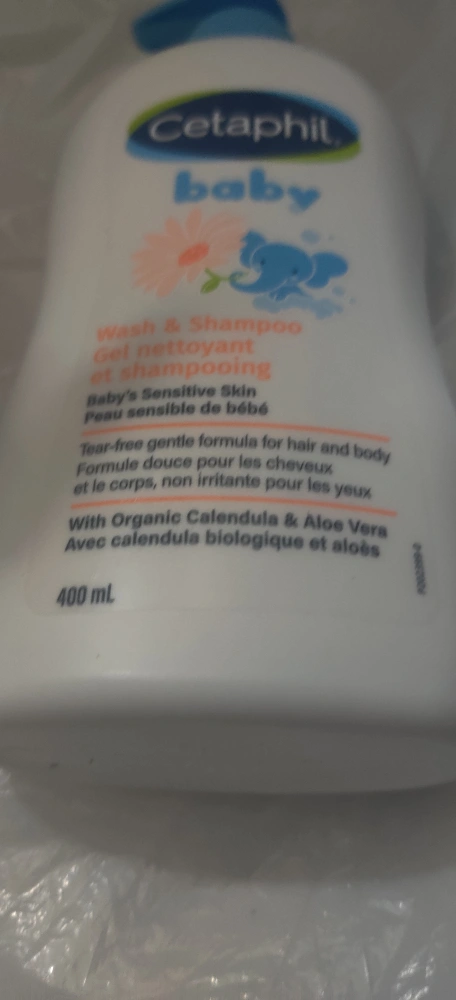 Cetaphil
baby
Wash & Shampoo
Gel nettoyant
et shampooing
Baby's Sensitive Skin
Peau sensible de bébé
Tear-free gentle formula for hair and body
Formule douce pour les cheveux
et le corps, non irritante pour les yeux
With Organic Calendula & Aloe Vera
Avec calendula biologique et aloès
400 mL